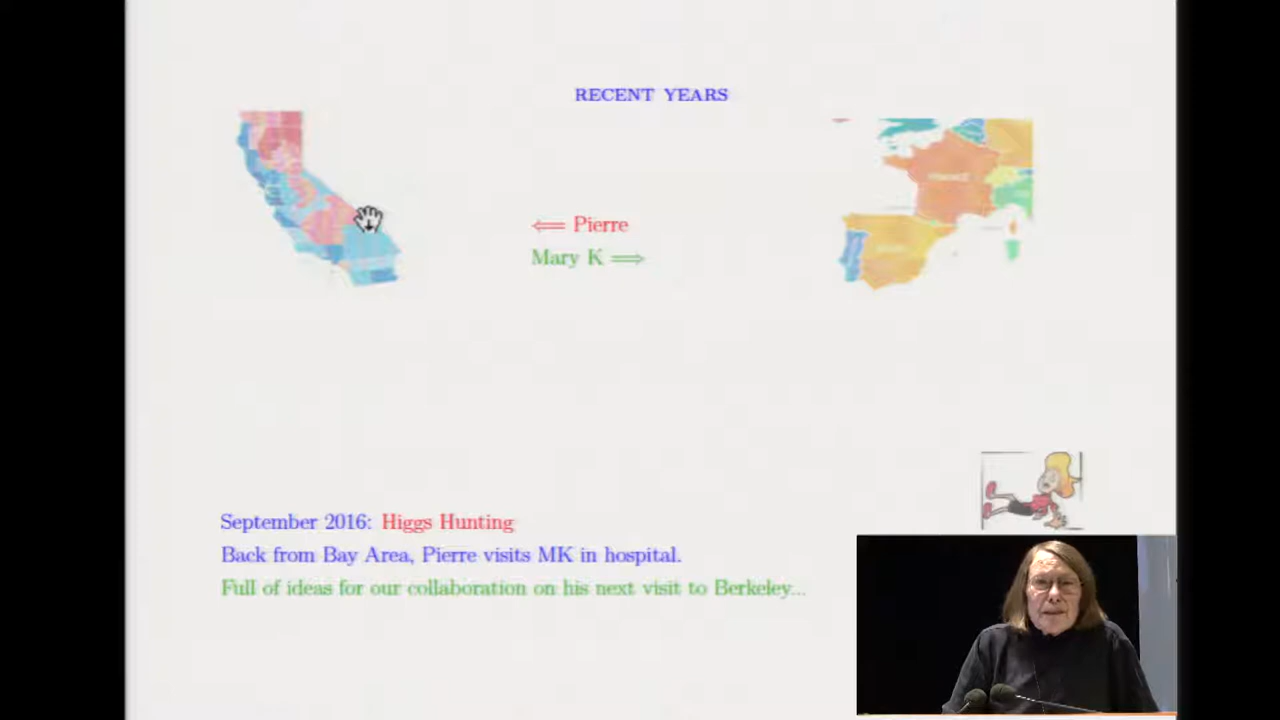 RECENT YEARS
⟸ Pierre
Mary K ⟹
September 2016: Higgs Hunting
Back from Bay Area, Pierre visits MK in hospital.
Full of ideas for our collaboration on his next visit to Berkeley...